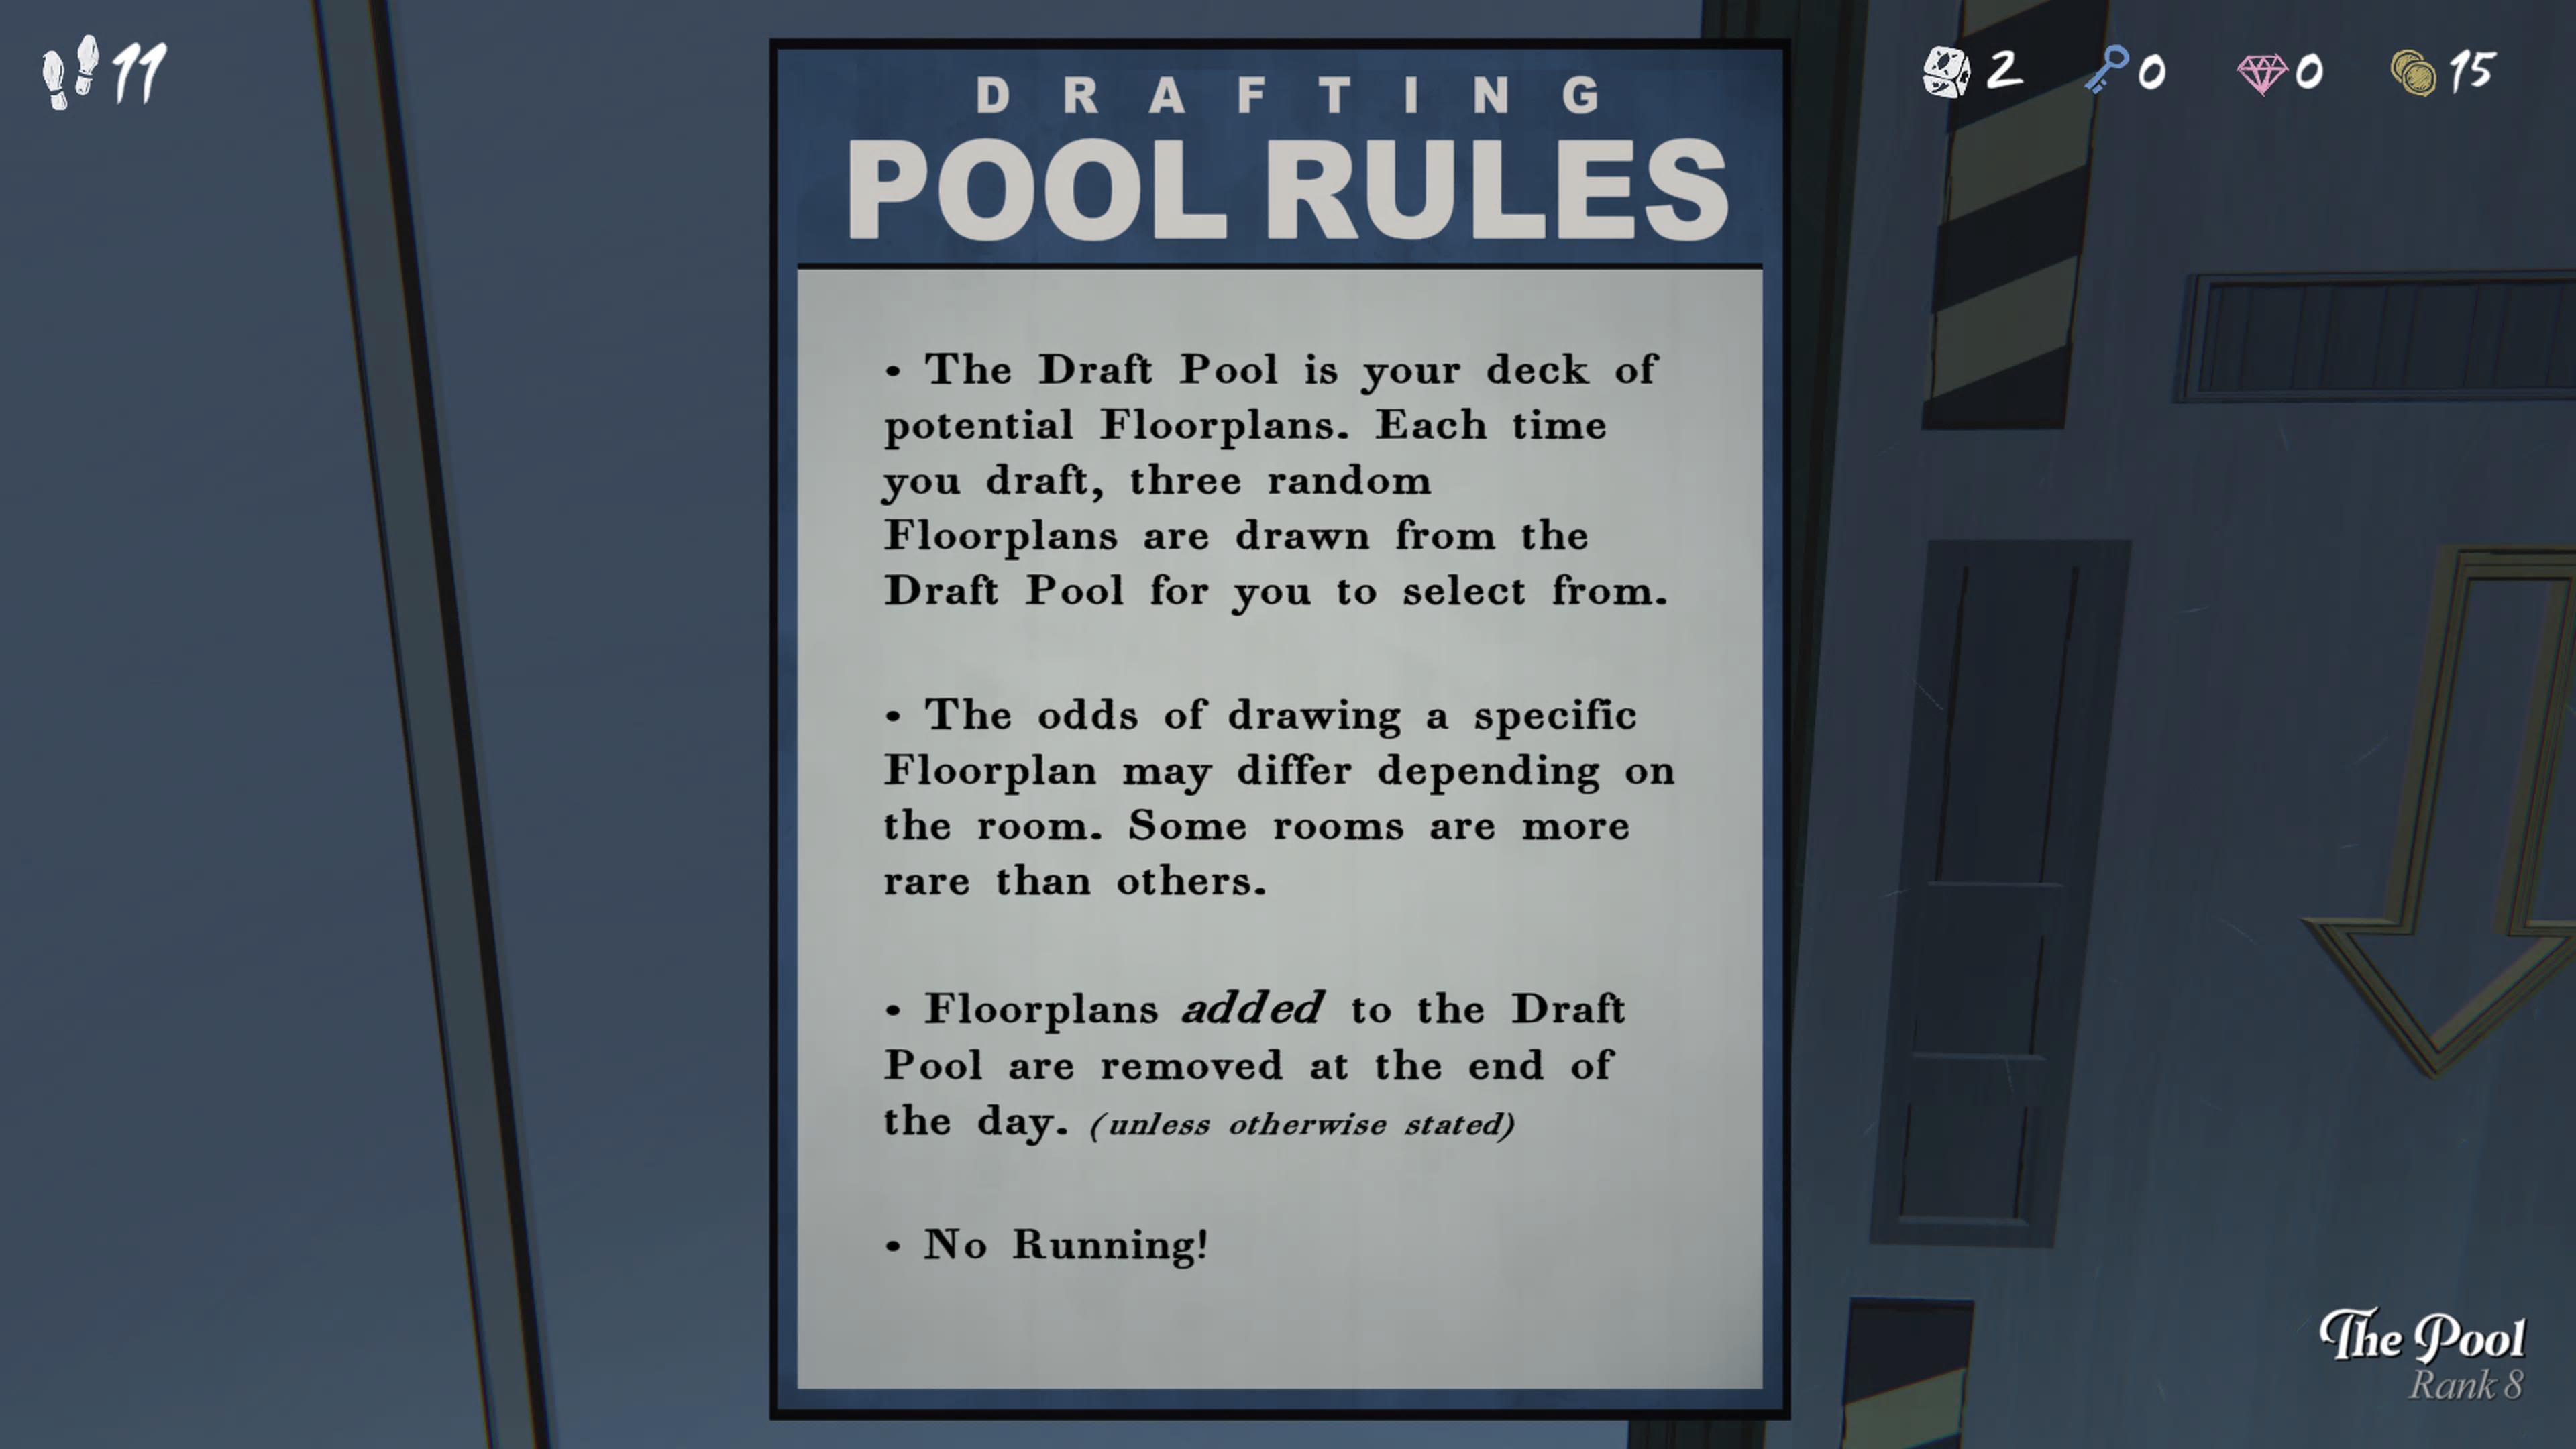 11
2
0
0
15
DRAFTING
POOL RULES
• The Draft Pool is your deck of
potential Floorplans. Each time
you draft, three random
Floorplans are drawn from the
Draft Pool for you to select from.
• The odds of drawing a specific
Floorplan may differ depending on
the room. Some rooms are more
rare than others.
• Floorplans added to the Draft
Pool are removed at the end of
the day. (unless otherwise stated)
• No Running!
The Pool
Rank 8